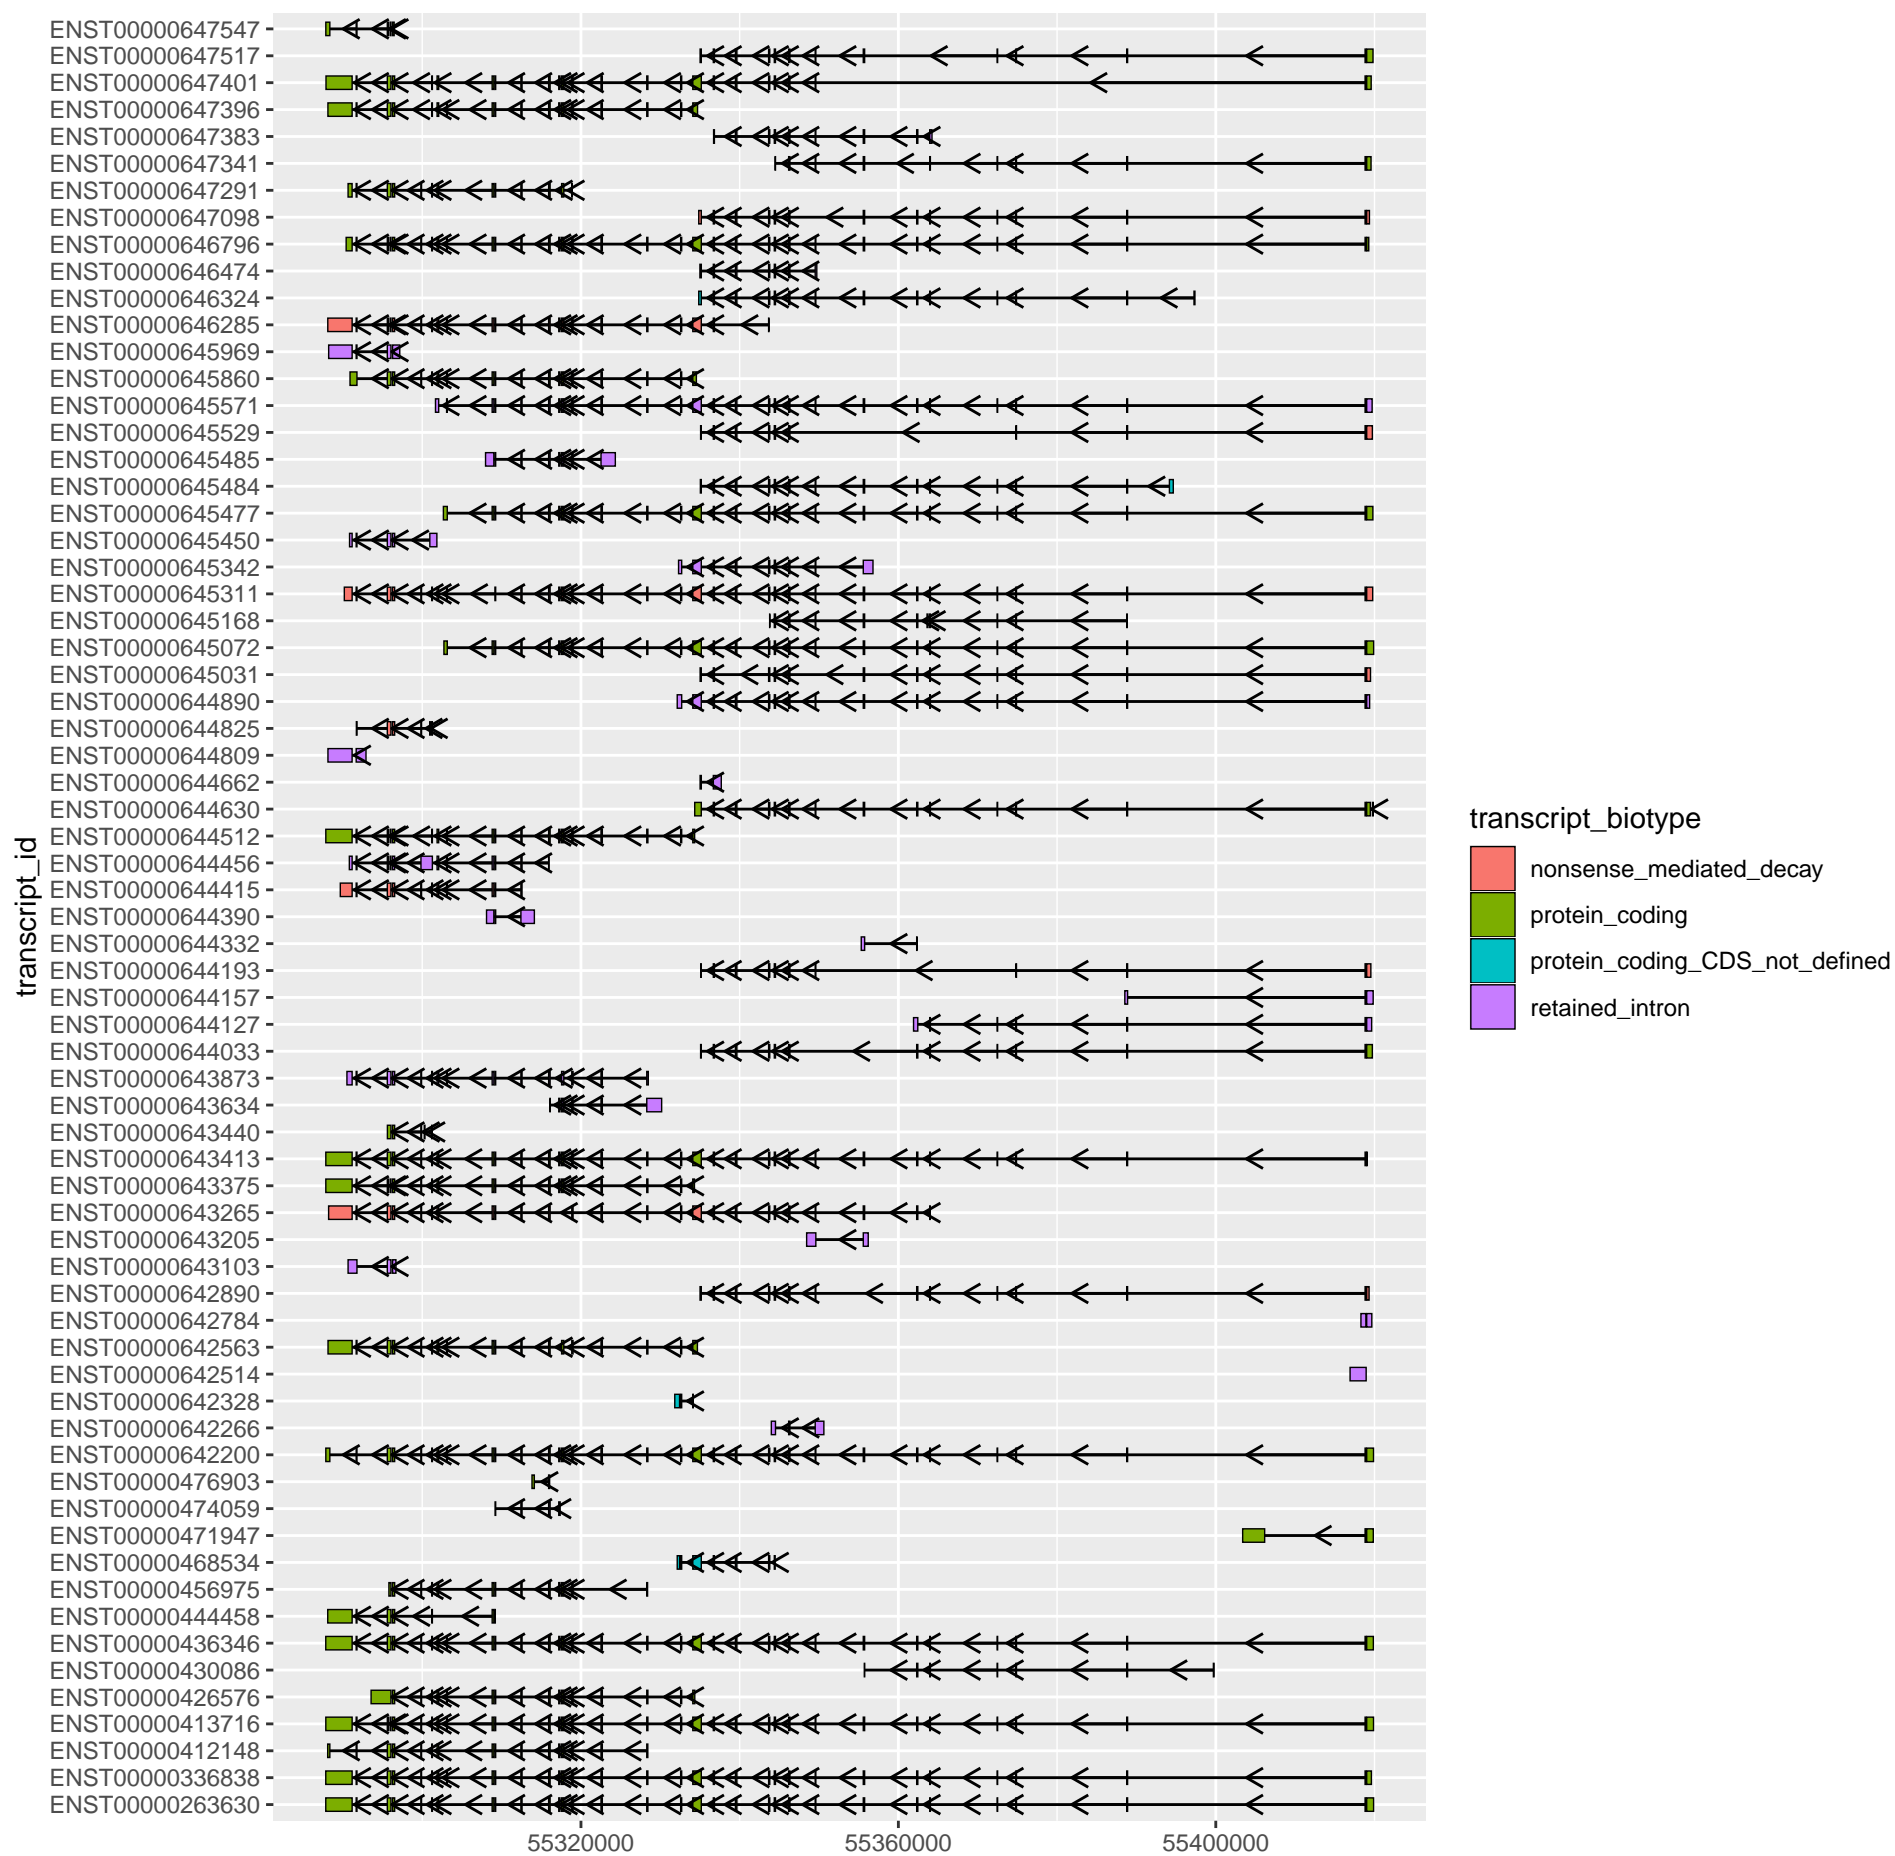 ENST00000647547
ENST00000647517
ENST00000647401
ENST00000647396
ENST00000647383
ENST00000647341
ENST00000647291
ENST00000647098
ENST00000646796
ENST00000646474
ENST00000646324
ENST00000646285
ENST00000645969
ENST00000645860
ENST00000645571
ENST00000645529
ENST00000645485
ENST00000645484
ENST00000645477
ENST00000645450
ENST00000645342
ENST00000645311
ENST00000645168
ENST00000645072
ENST00000645031
ENST00000644890
ENST00000644825
ENST00000644809
ENST00000644662
ENST00000644630
ENST00000644512
ENST00000644456
ENST00000644415
ENST00000644390
ENST00000644332
ENST00000644193
ENST00000644157
ENST00000644127
ENST00000644033
ENST00000643873
ENST00000643634
ENST00000643440
ENST00000643413
ENST00000643375
ENST00000643265
ENST00000643205
ENST00000643103
ENST00000642890
ENST00000642784
ENST00000642563
ENST00000642514
ENST00000642328
ENST00000642266
ENST00000642200
ENST00000476903
ENST00000474059
ENST00000471947
ENST00000468534
ENST00000456975
ENST00000444458
ENST00000436346
ENST00000430086
ENST00000426576
ENST00000413716
ENST00000412148
ENST00000336838
ENST00000263630
transcript_id
55320000
55360000
55400000
transcript_biotype
nonsense_mediated_decay
protein_coding
protein_coding_CDS_not_defined
retained_intron